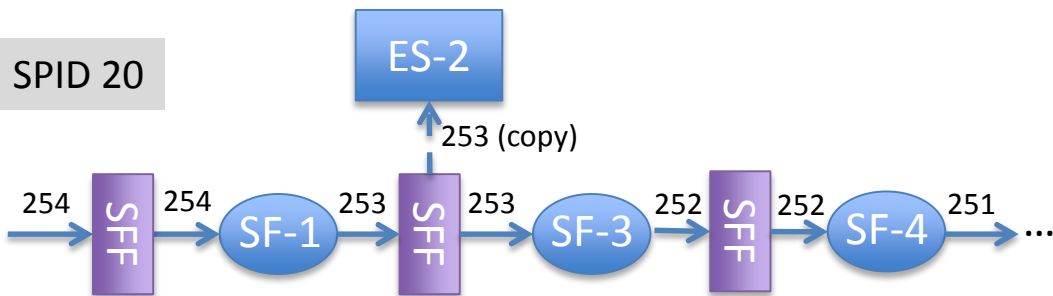 ES-2
SPID 20
253 (copy)
254
SFF
254
SF-1
253
SFF
253
SF-3
252
SFF
252
SF-4
251
...